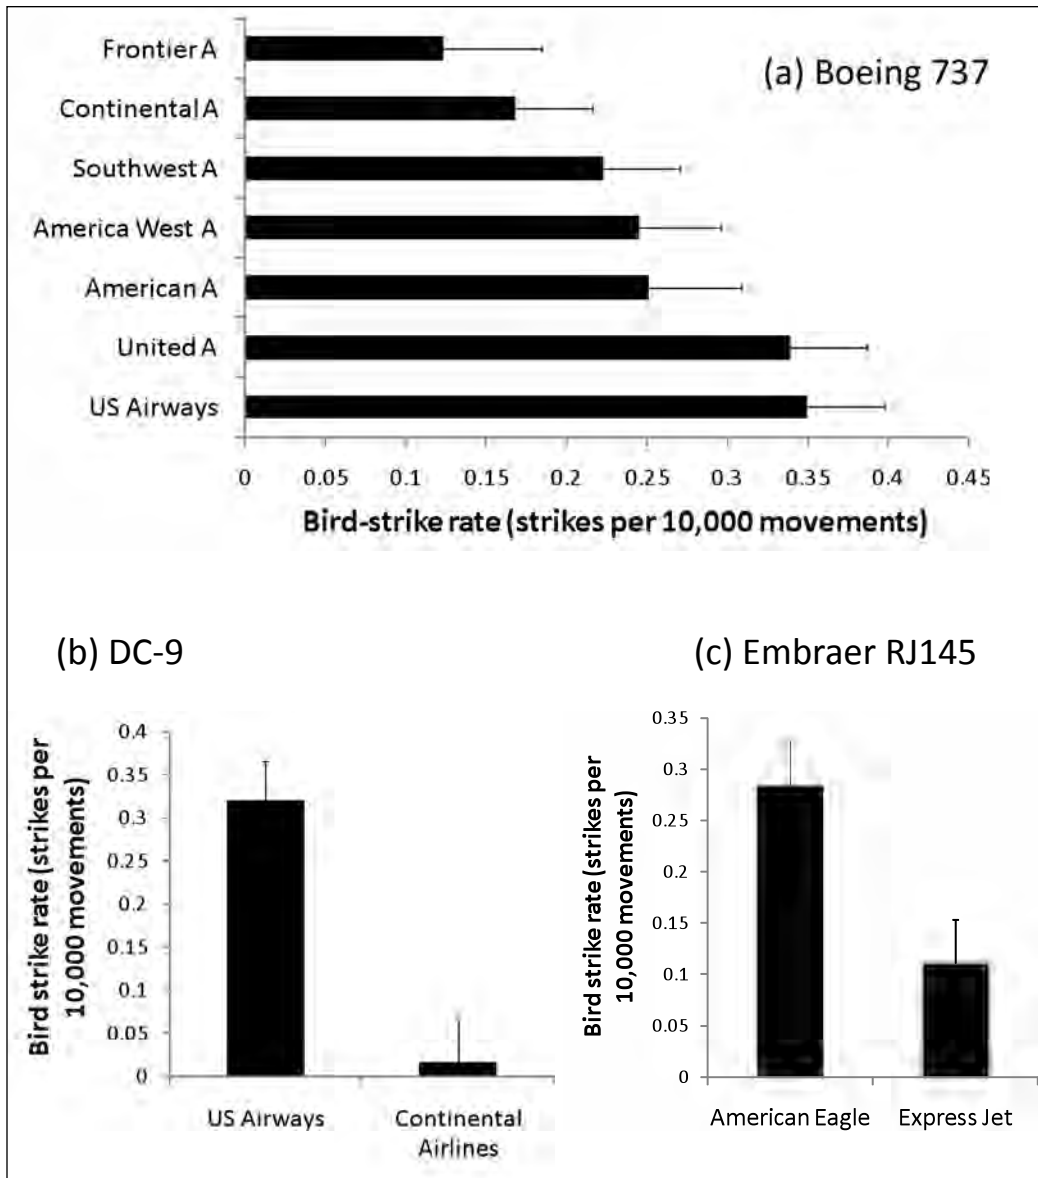 (a) Boeing 737
Frontier A
Continental A
Southwest A
America West A
American A
United A
US Airways
0 0.05 0.1 0.15 0.2 0.25 0.3 0.35 0.4 0.45
Bird-strike rate (strikes per 10,000 movements)
(b) DC-9
Bird strike rate (strikes per
10,000 movements)
0.4
0.35
0.3
0.25
0.2
0.15
0.1
0.05
0
US Airways
Continental
Airlines
(c) Embraer RJ145
Bird strike rate (strikes per
10,000 movements)
0.35
0.3
0.25
0.2
0.15
0.1
0.05
0
American Eagle
Express Jet